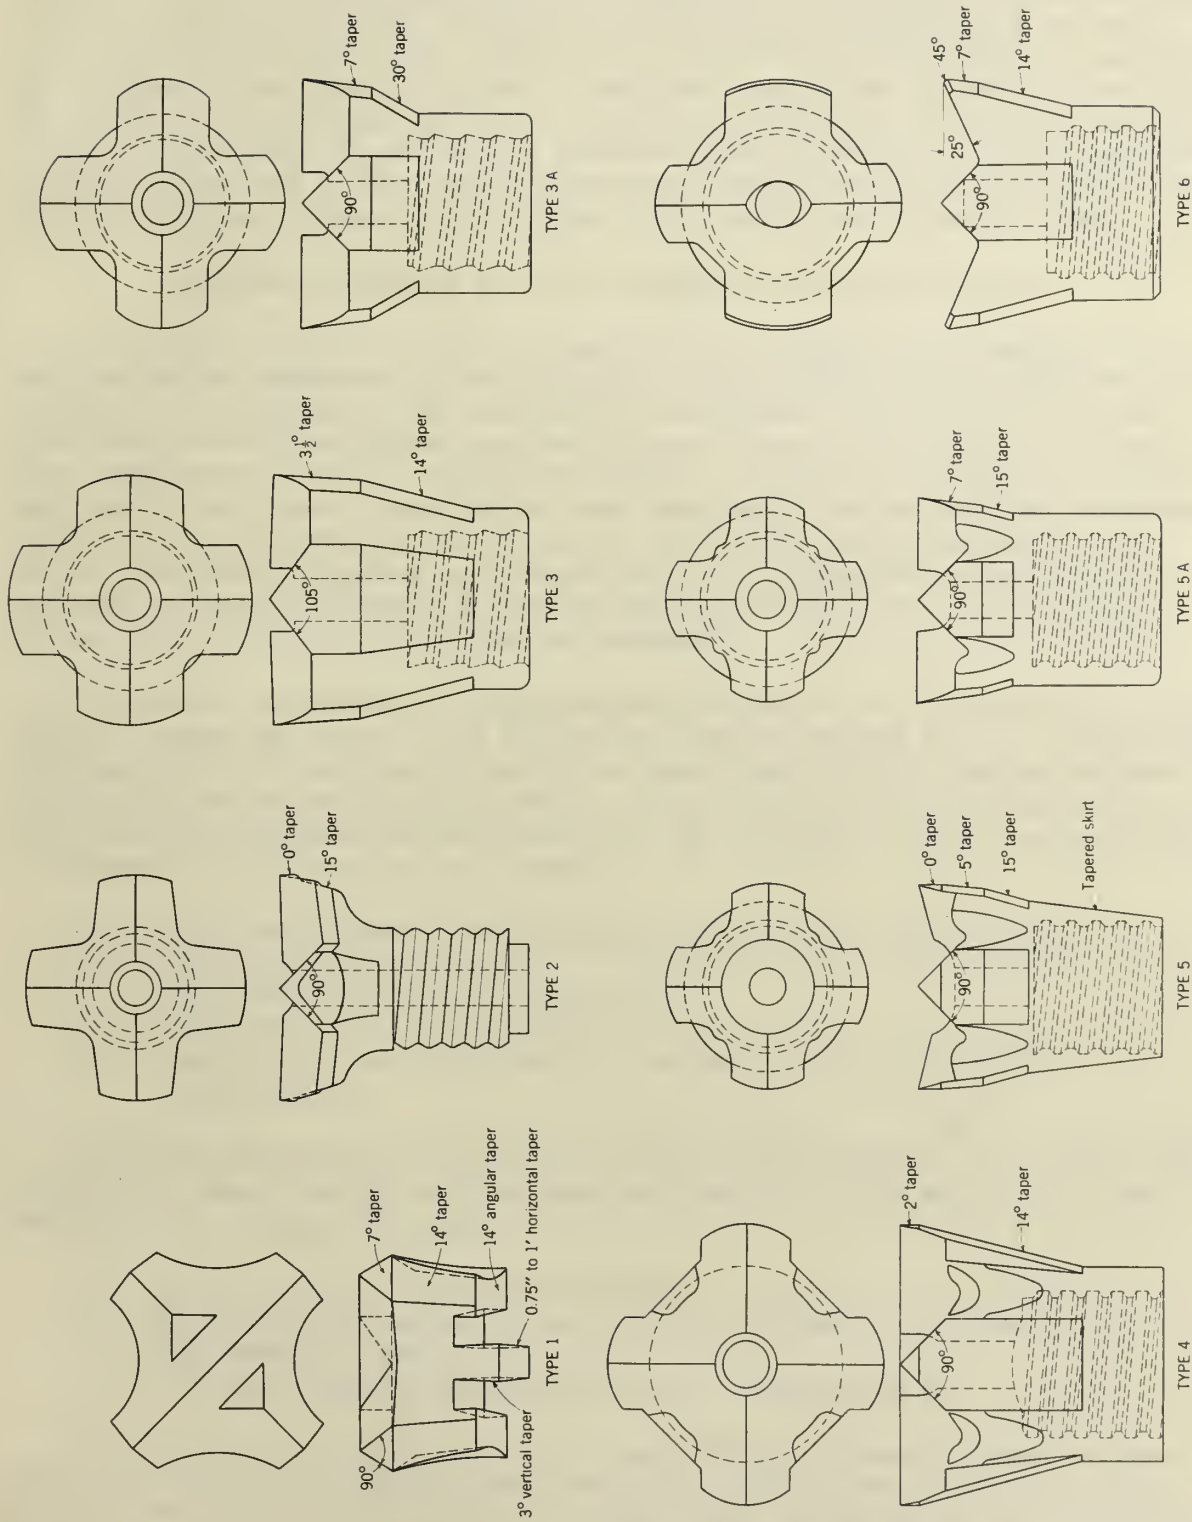 7° taper
14° taper
14° angular taper
0.75" to 1' horizontal taper
90°
3° vertical taper
TYPE 1
0° taper
15° taper
90°
TYPE 2
3 1/2° taper
14° taper
105°
TYPE 3
7° taper
30° taper
90°
TYPE 3 A
2° taper
14° taper
90°
TYPE 4
0° taper
5° taper
15° taper
Tapered skirt
90°
TYPE 5
7° taper
15° taper
90°
TYPE 5 A
45°
7° taper
14° taper
25°
90°
TYPE 6